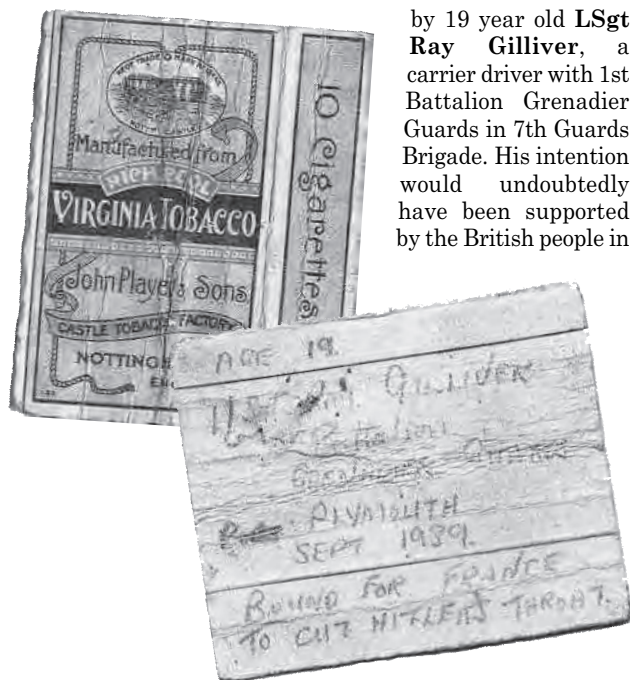 by 19 year old LSgt
Ray Gilliver, a
carrier driver with 1st
Battalion Grenadier
Guards in 7th Guards
Brigade. His intention
would undoubtedly
have been supported
by the British people in
Manufactured from
VIRGINIA TOBACCO
John Player & Sons
CASTLE TOBACCO FACTORY
NOTTING
10 Cigarettes
AGE 19.
GILLIVER
Battalion
PLYMOUTH
SEPT 1939.
BOUND FOR FRANCE
TO CUT HITLERS THROAT.